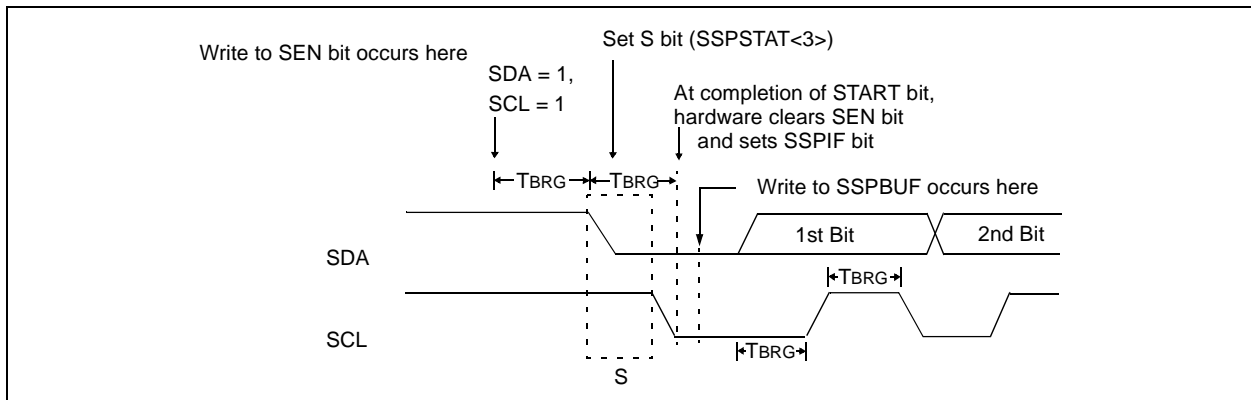 Write to SEN bit occurs here
Set S bit (SSPSTAT<3>)
SDA = 1,
SCL = 1
At completion of START bit,
hardware clears SEN bit
and sets SSPIF bit
TBRG
TBRG
Write to SSPBUF occurs here
SDA
1st Bit
2nd Bit
TBRG
SCL
TBRG
S